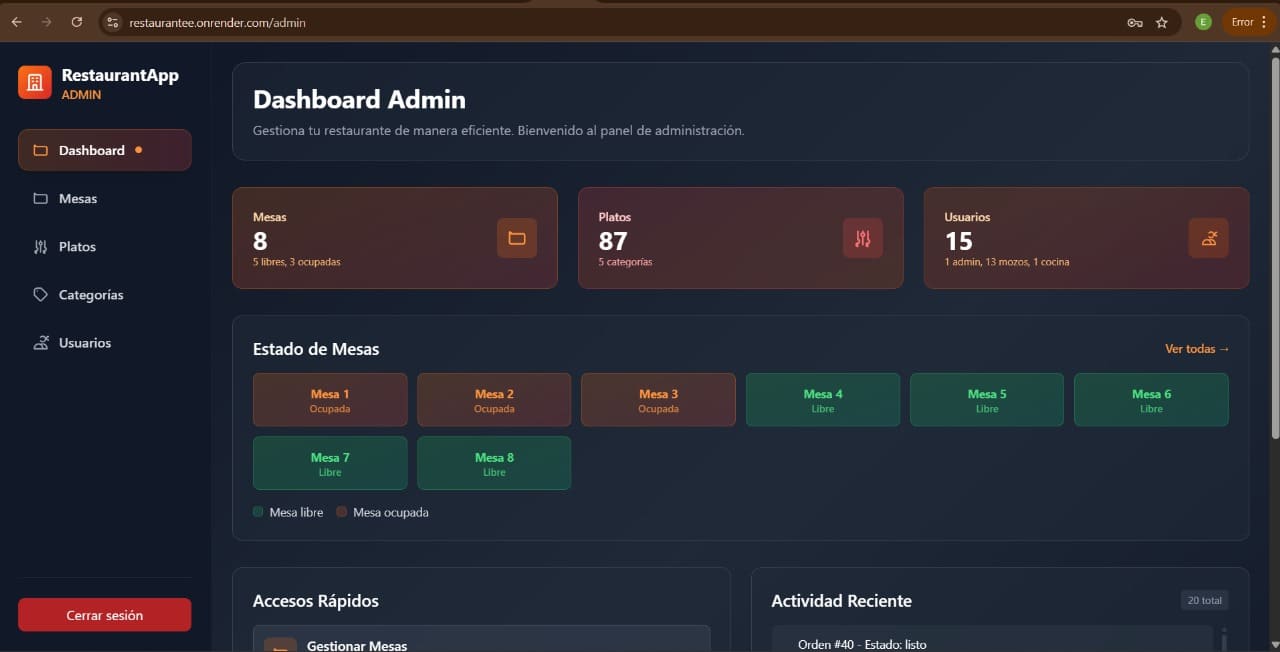 restaurantee.onrender.com/admin
E
Error
RestaurantApp
ADMIN
Dashboard
Mesas
Platos
Categorías
Usuarios
Cerrar sesión
Dashboard Admin
Gestiona tu restaurante de manera eficiente. Bienvenido al panel de administración.
Mesas
8
5 libres, 3 ocupadas
Platos
87
5 categorías
Usuarios
15
1 admin, 13 mozos, 1 cocina
Estado de Mesas
Ver todas →
Mesa 1
Ocupada
Mesa 2
Ocupada
Mesa 3
Ocupada
Mesa 4
Libre
Mesa 5
Libre
Mesa 6
Libre
Mesa 7
Libre
Mesa 8
Libre
Mesa libre
Mesa ocupada
Accesos Rápidos
Gestionar Mesas
Actividad Reciente
20 total
Orden #40 - Estado: listo